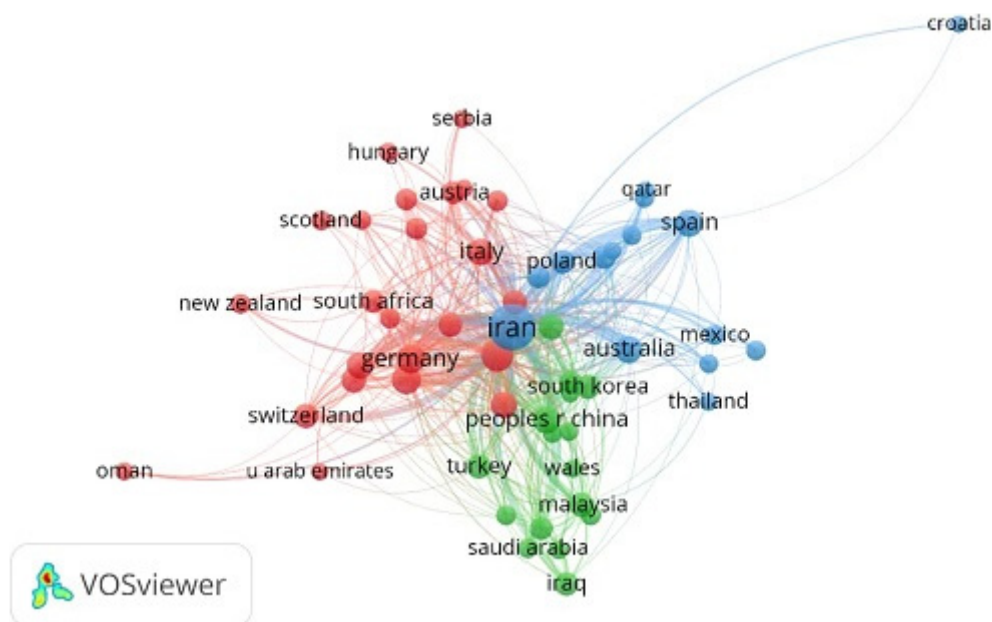 croatia
serbia
hungary
austria
qatar
scotland
spain
italy
poland
new zealand
south africa
iran
mexico
germany
australia
south korea
thailand
switzerland
peoples r china
oman
u arab emirates
turkey
wales
malaysia
saudi arabia
iraq
VOSviewer